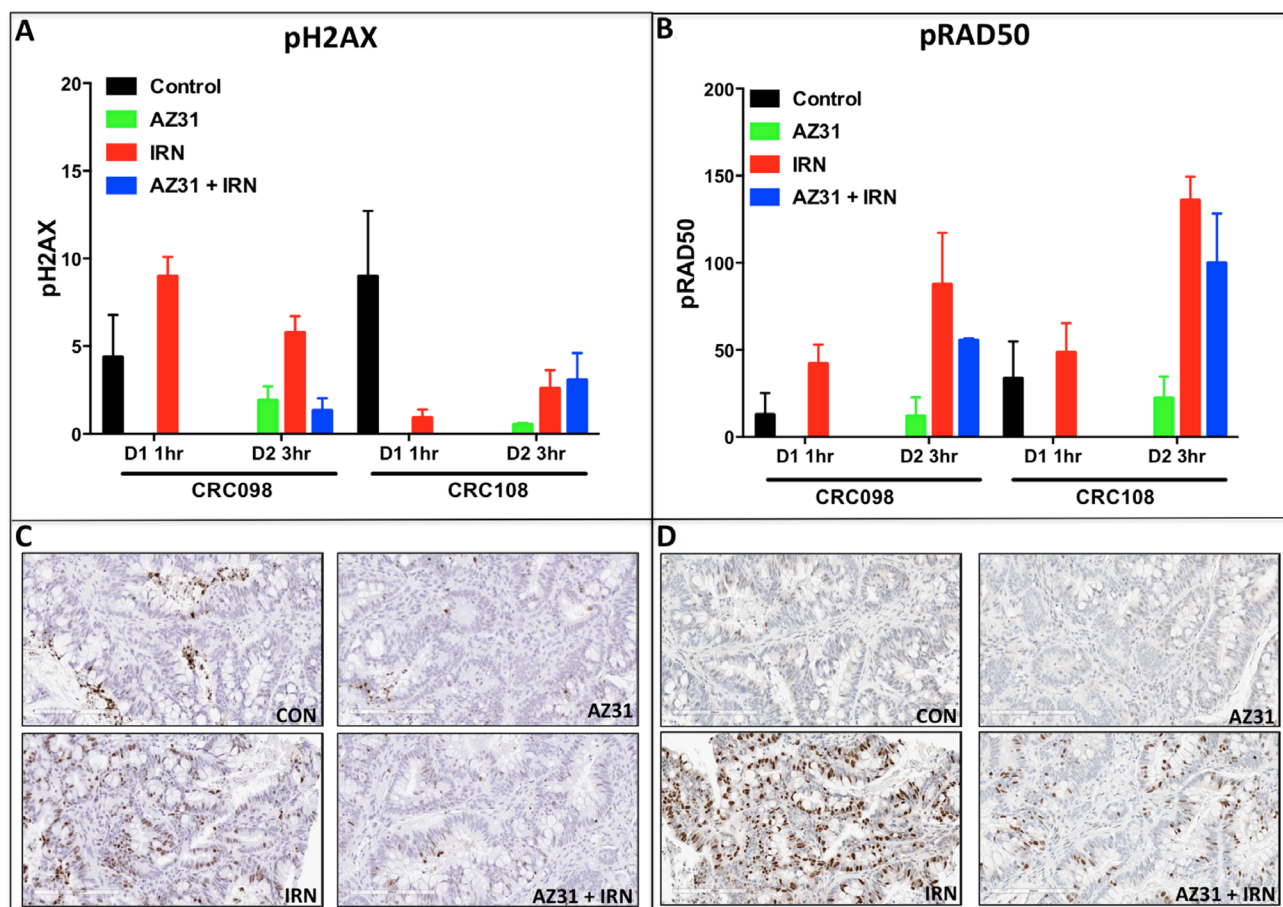 A
pH2AX
20
15
10
5
0
pH2AX
Control
AZ31
IRN
AZ31 + IRN
D1 1hr
D2 3hr
D1 1hr
D2 3hr
CRC098
CRC108
B
pRAD50
200
150
100
50
0
pRAD50
Control
AZ31
IRN
AZ31 + IRN
D1 1hr
D2 3hr
D1 1hr
D2 3hr
CRC098
CRC108
C
CON
AZ31
IRN
AZ31 + IRN
D
CON
AZ31
IRN
AZ31 + IRN